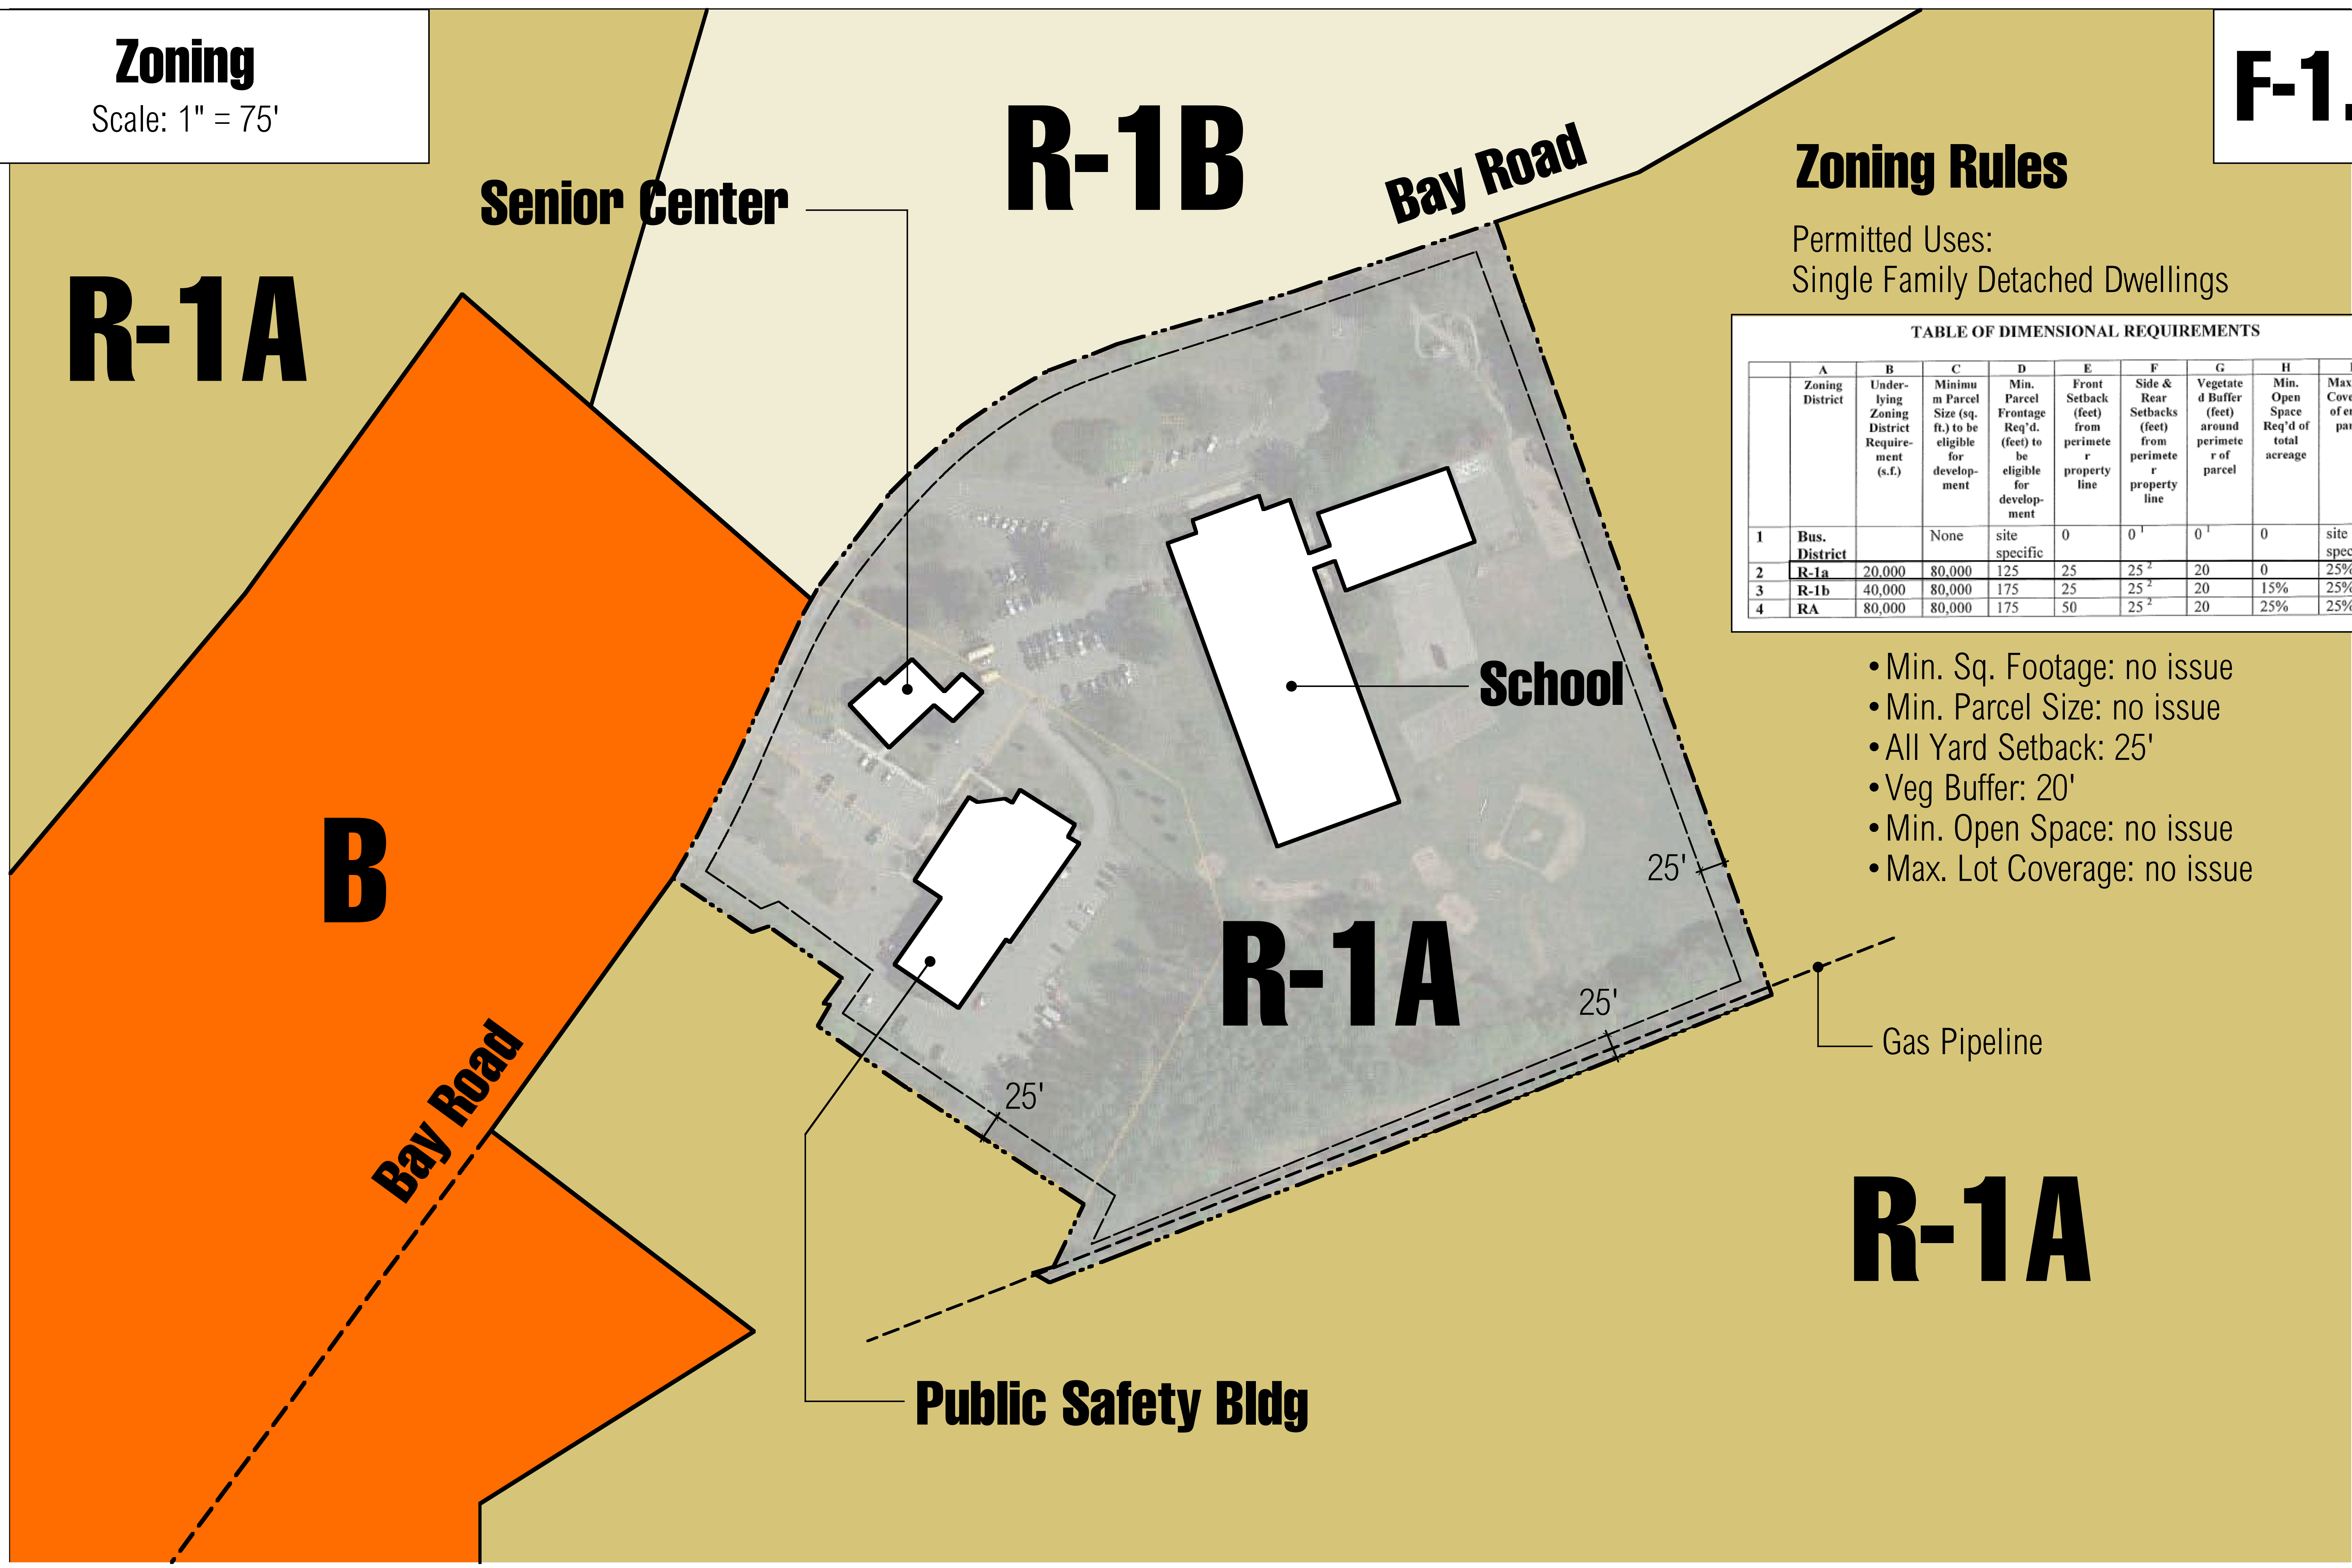 Zoning
Scale: 1" = 75'
F-1.
R-1B
Bay Road
Senior Center
R-1A
Zoning Rules
Permitted Uses:
Single Family Detached Dwellings
TABLE OF DIMENSIONAL REQUIREMENTS
A B C D E F G H
Zoning District
Under-lying Zoning District Require-ment (s.f.)
Minimu m Parcel Size (sq. ft.) to be eligible for develop-ment
Min. Parcel Frontage Req'd. (feet) to be eligible for develop-ment
Front Setback (feet) from perimete r property line
Side & Rear Setbacks (feet) from perimete r property line
Vegetate d Buffer (feet) around perimete r of parcel
Min. Open Space Req'd of total acreage
Max
1 Bus. District None site specific 0 0 1 0 1 0 site
2 R-1a 20,000 80,000 125 25 25 2 20 0 25%
3 R-1b 40,000 80,000 175 25 25 2 20 15% 25%
4 RA 80,000 80,000 175 50 25 2 20 25% 25%
• Min. Sq. Footage: no issue
• Min. Parcel Size: no issue
• All Yard Setback: 25'
• Veg Buffer: 20'
• Min. Open Space: no issue
• Max. Lot Coverage: no issue
School
B
25'
R-1A
25'
Gas Pipeline
25'
Bay Road
R-1A
Public Safety Bldg